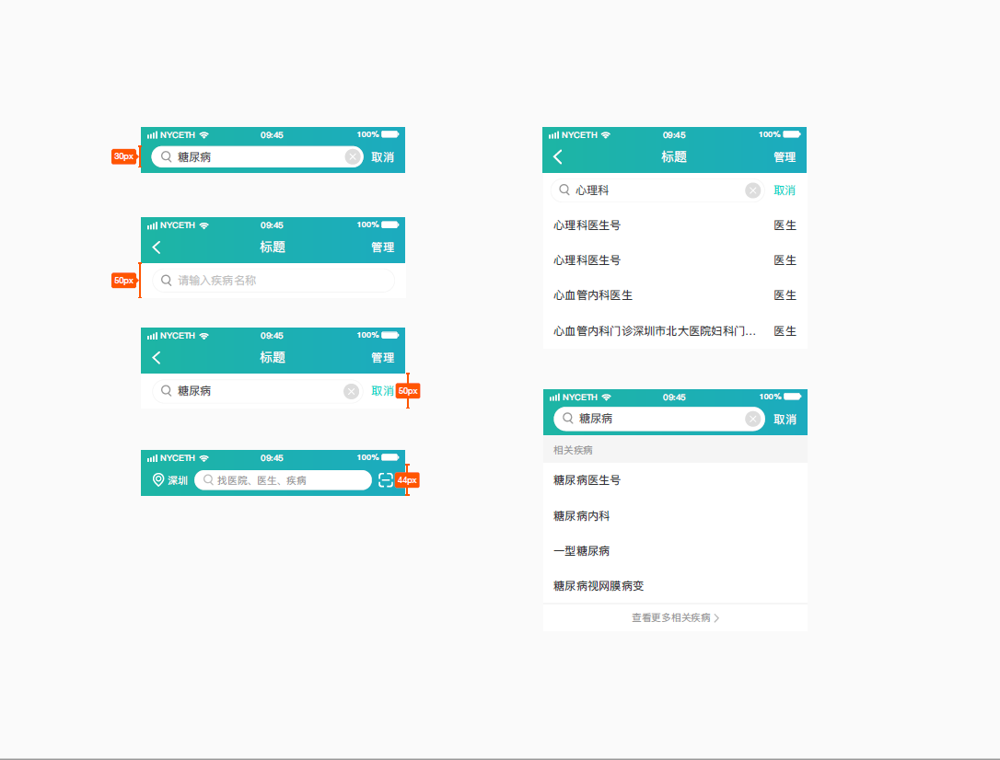 NYCETH 09:45 100%
30px
糖尿病 取消
NYCETH 09:45 100%
标题 管理
50px
请输入疾病名称
NYCETH 09:45 100%
标题 管理
糖尿病 取消
50px
NYCETH 09:45 100%
深圳 找医院、医生、疾病
44px
NYCETH 09:45 100%
标题 管理
心理科 取消
心理科医生号 医生
心理科医生号 医生
心血管内科医生 医生
心血管内科门诊深圳市北大医院妇科门... 医生
NYCETH 09:45 100%
糖尿病 取消
相关疾病
糖尿病医生号
糖尿病内科
一型糖尿病
糖尿病视网膜病变
查看更多相关疾病